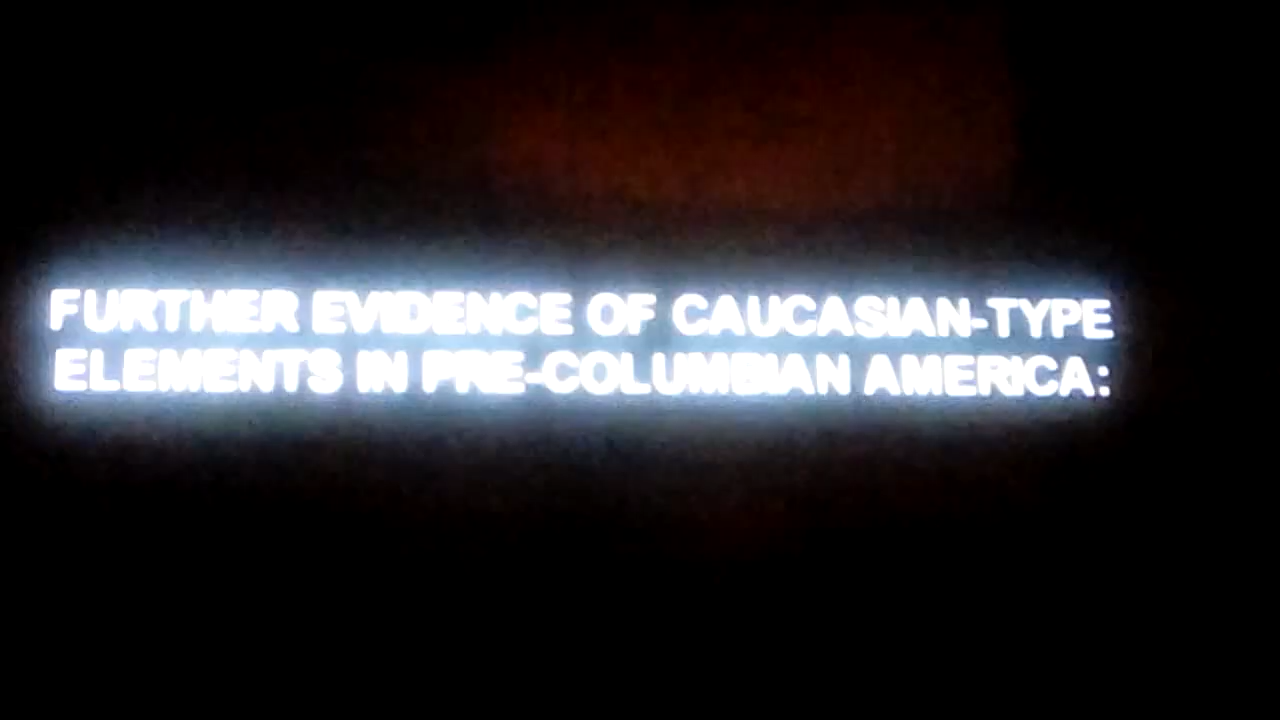 FURTHER EVIDENCE OF CAUCASIAN-TYPE
ELEMENTS IN PRE-COLUMBIAN AMERICA: